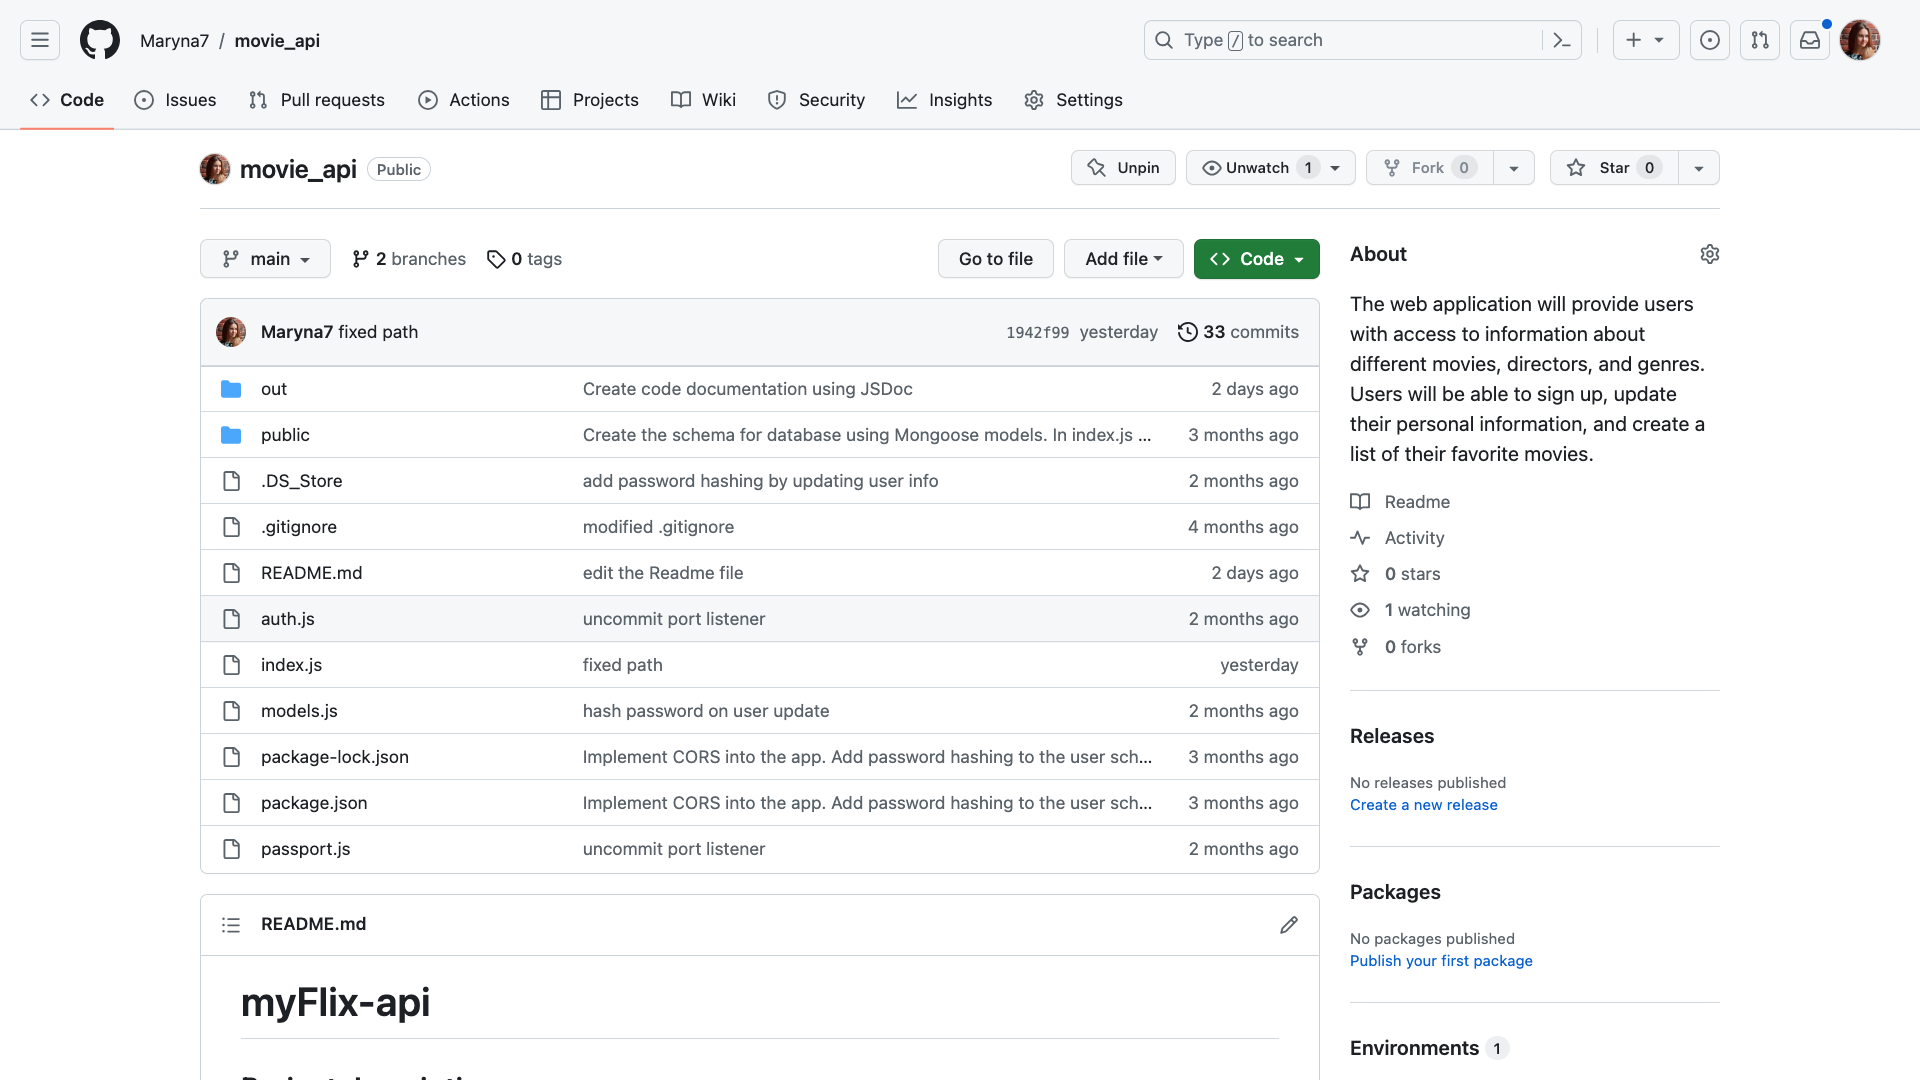 Maryna7 / movie_api
Type / to search
Code
Issues
Pull requests
Actions
Projects
Wiki
Security
Insights
Settings
movie_api Public
Unpin
Unwatch 1
Fork 0
Star 0
main
2 branches
0 tags
Go to file
Add file
Code
Maryna7 fixed path 1942f99 yesterday 33 commits
out Create code documentation using JSDoc 2 days ago
public Create the schema for database using Mongoose models. In index.js ... 3 months ago
.DS_Store add password hashing by updating user info 2 months ago
.gitignore modified .gitignore 4 months ago
README.md edit the Readme file 2 days ago
auth.js uncommit port listener 2 months ago
index.js fixed path yesterday
models.js hash password on user update 2 months ago
package-lock.json Implement CORS into the app. Add password hashing to the user sch... 3 months ago
package.json Implement CORS into the app. Add password hashing to the user sch... 3 months ago
passport.js uncommit port listener 2 months ago
README.md
myFlix-api
About
The web application will provide users
with access to information about
different movies, directors, and genres.
Users will be able to sign up, update
their personal information, and create a
list of their favorite movies.
Readme
Activity
0 stars
1 watching
0 forks
Releases
No releases published
Create a new release
Packages
No packages published
Publish your first package
Environments 1